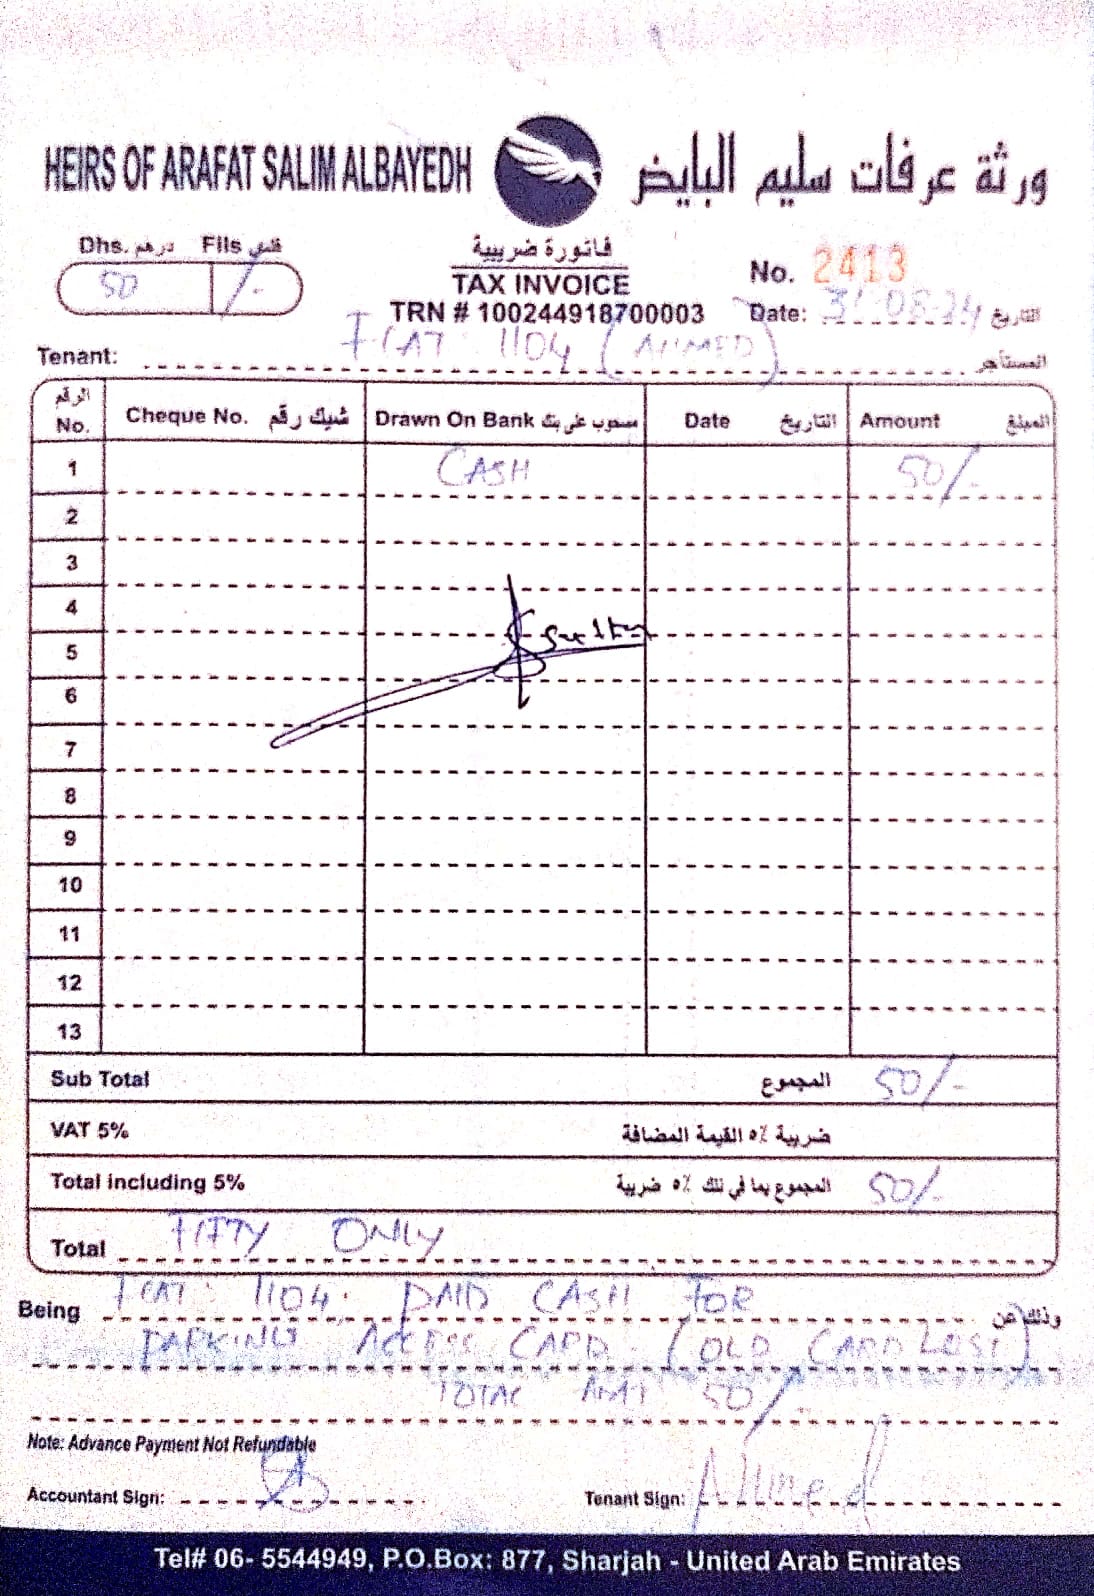 HEIRS OF ARAFAT SALIM ALBAYEDH ورثة عرفات سليم البايض
Dhs. درهم Fils فلس
50 /-
فاتورة ضريبية
TAX INVOICE
TRN # 100244918700003
No. 2413
Date: 31.08.24 التاريخ
Tenant: FLAT: 1104 (AHMED) المستأجر
الرقم No. Cheque No. شيك رقم Drawn On Bank مسحوب على بنك Date التاريخ Amount المبلغ
1 CASH 50/-
2
3
4
5
6
7
8
9
10
11
12
13
Sub Total المجموع 50/-
VAT 5% ضريبة ٥٪ القيمة المضافة
Total including 5% المجموع بما في ذلك ٥٪ ضريبة 50/-
Total FIFTY ONLY
Being FLAT: 1104. PAID CASH FOR وذلك عن
PARKING ACCESS CARD. (OLD CARD LOST)
TOTAL AMT 50/
Note: Advance Payment Not Refundable
Accountant Sign: Tenant Sign: Ahmed
Tel# 06- 5544949, P.O.Box: 877, Sharjah - United Arab Emirates